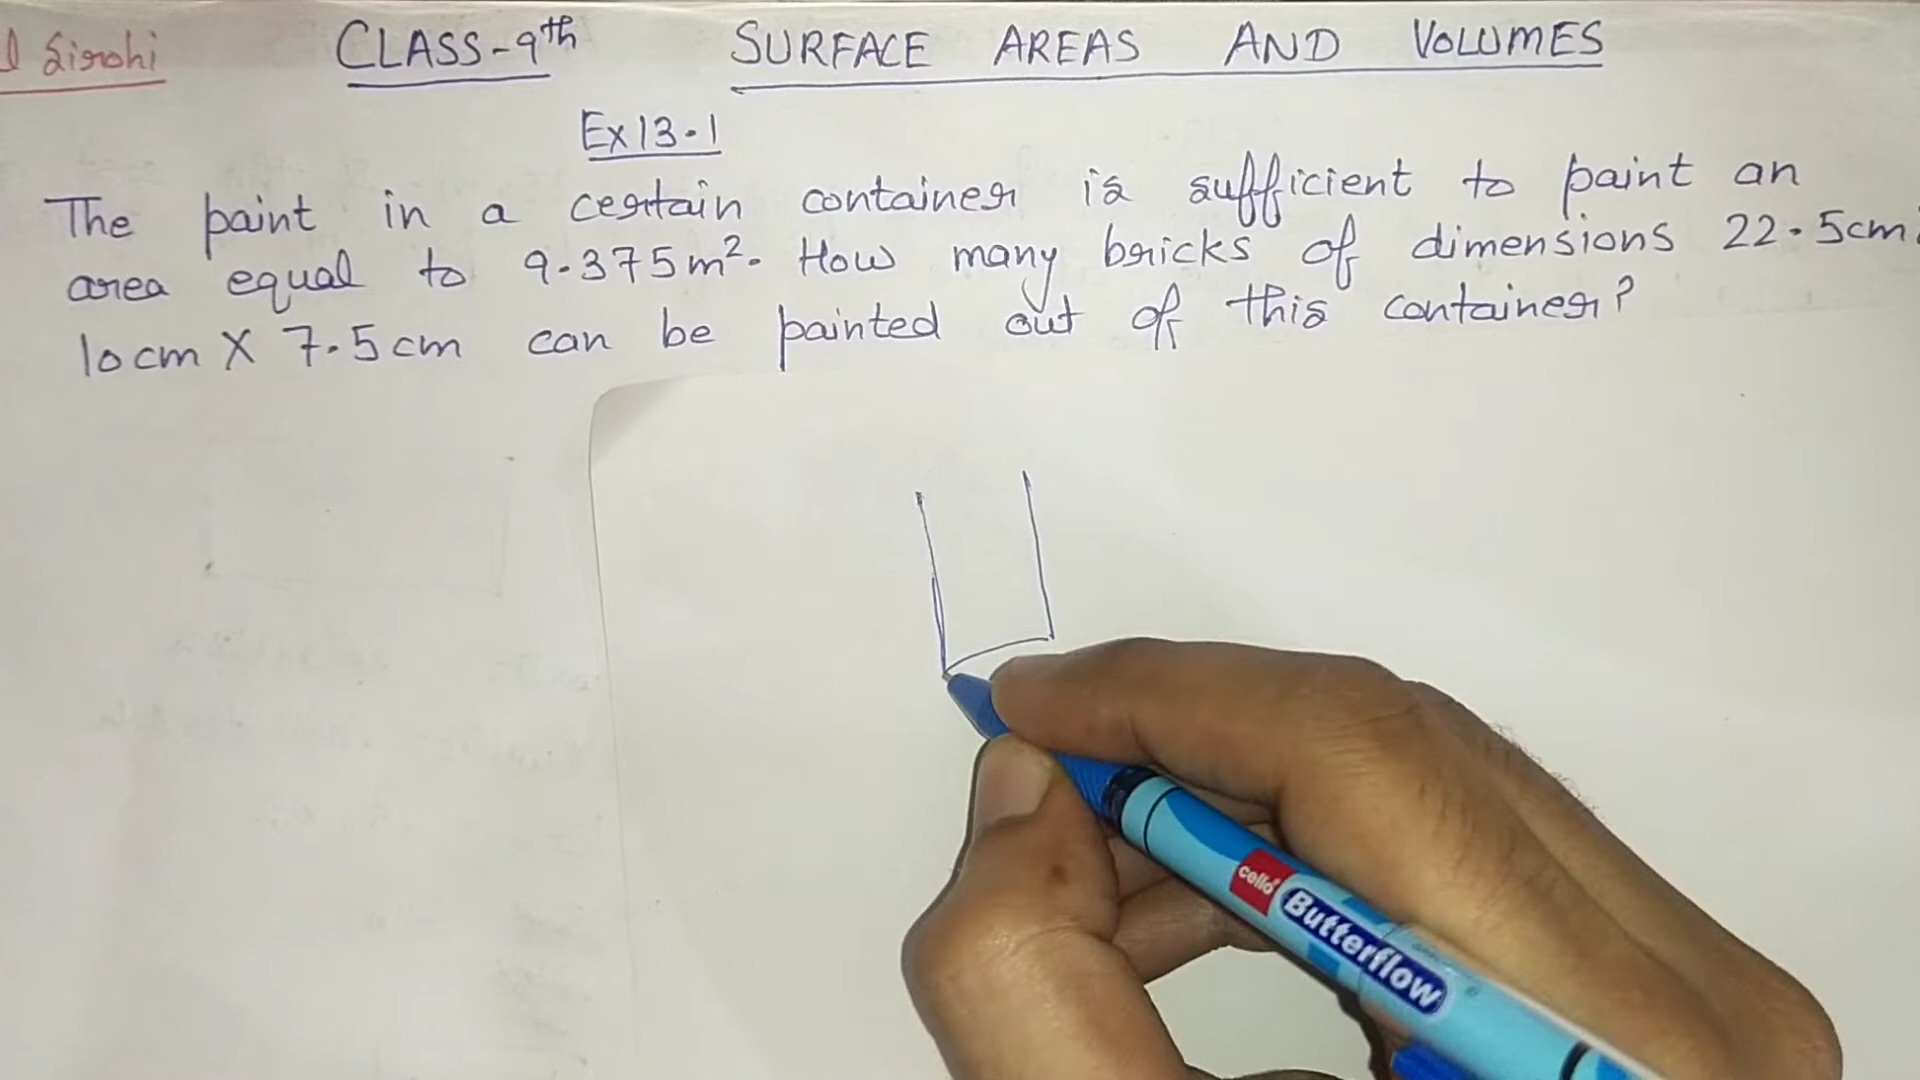 Sirohi CLASS-9th SURFACE AREAS AND VOLUMES
Ex 13.1
The paint in a certain container is sufficient to paint an
area equal to 9.375m². How many bricks of dimensions 22.5cm
10cm X 7.5cm can be painted out of this container?
cello
Butterflow